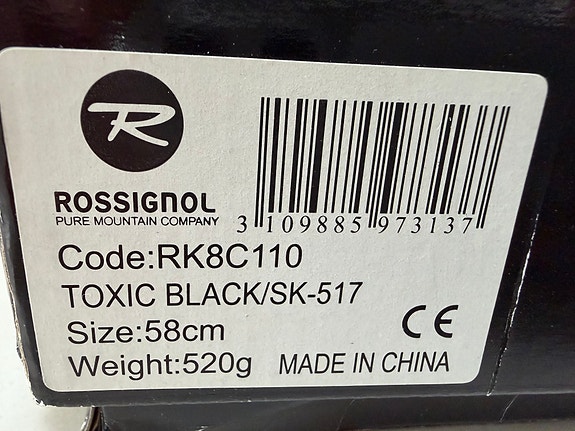 R
ROSSIGNOL
PURE MOUNTAIN COMPANY
3 109885 973137
Code:RK8C110
TOXIC BLACK/SK-517
Size:58cm
CE
Weight:520g MADE IN CHINA